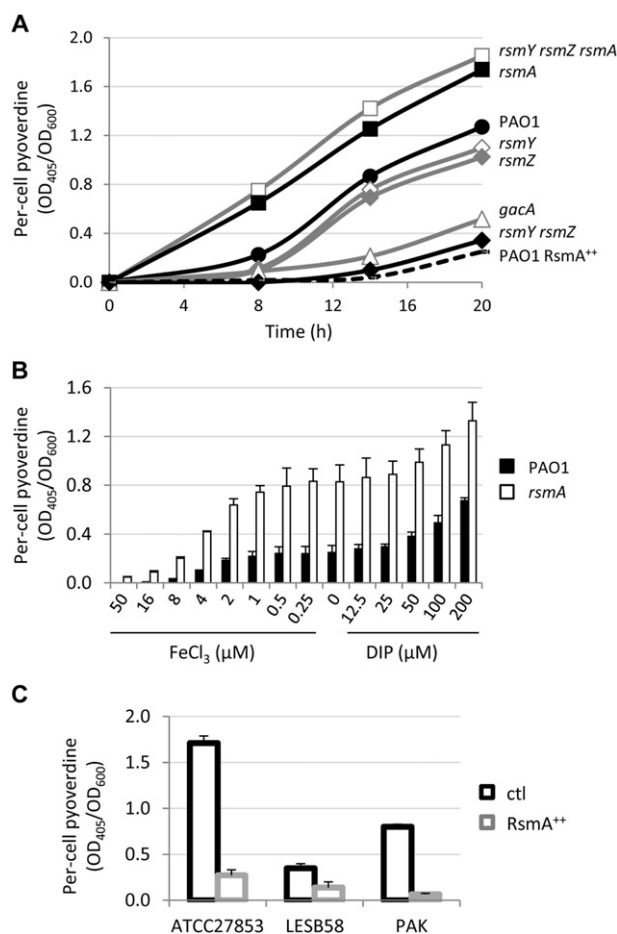 A
Per-cell pyoverdine
(OD405/OD600)
2.0
1.6
1.2
0.8
0.4
0.0
0 4 8 12 16 20
Time (h)
rsmY rsmZ rsmA
rsmA
PAO1
rsmY
rsmZ
gacA
rsmY rsmZ
PAO1 RsmA++
B
Per-cell pyoverdine
(OD405/OD600)
1.6
1.2
0.8
0.4
0.0
50 16 8 4 2 1 0.5 0.25 0 12.5 25 50 100 200
FeCl3 (μM) DIP (μM)
PAO1
rsmA
C
Per-cell pyoverdine
(OD405/OD600)
2.0
1.5
1.0
0.5
0.0
ATCC27853 LESB58 PAK
ctl
RsmA++